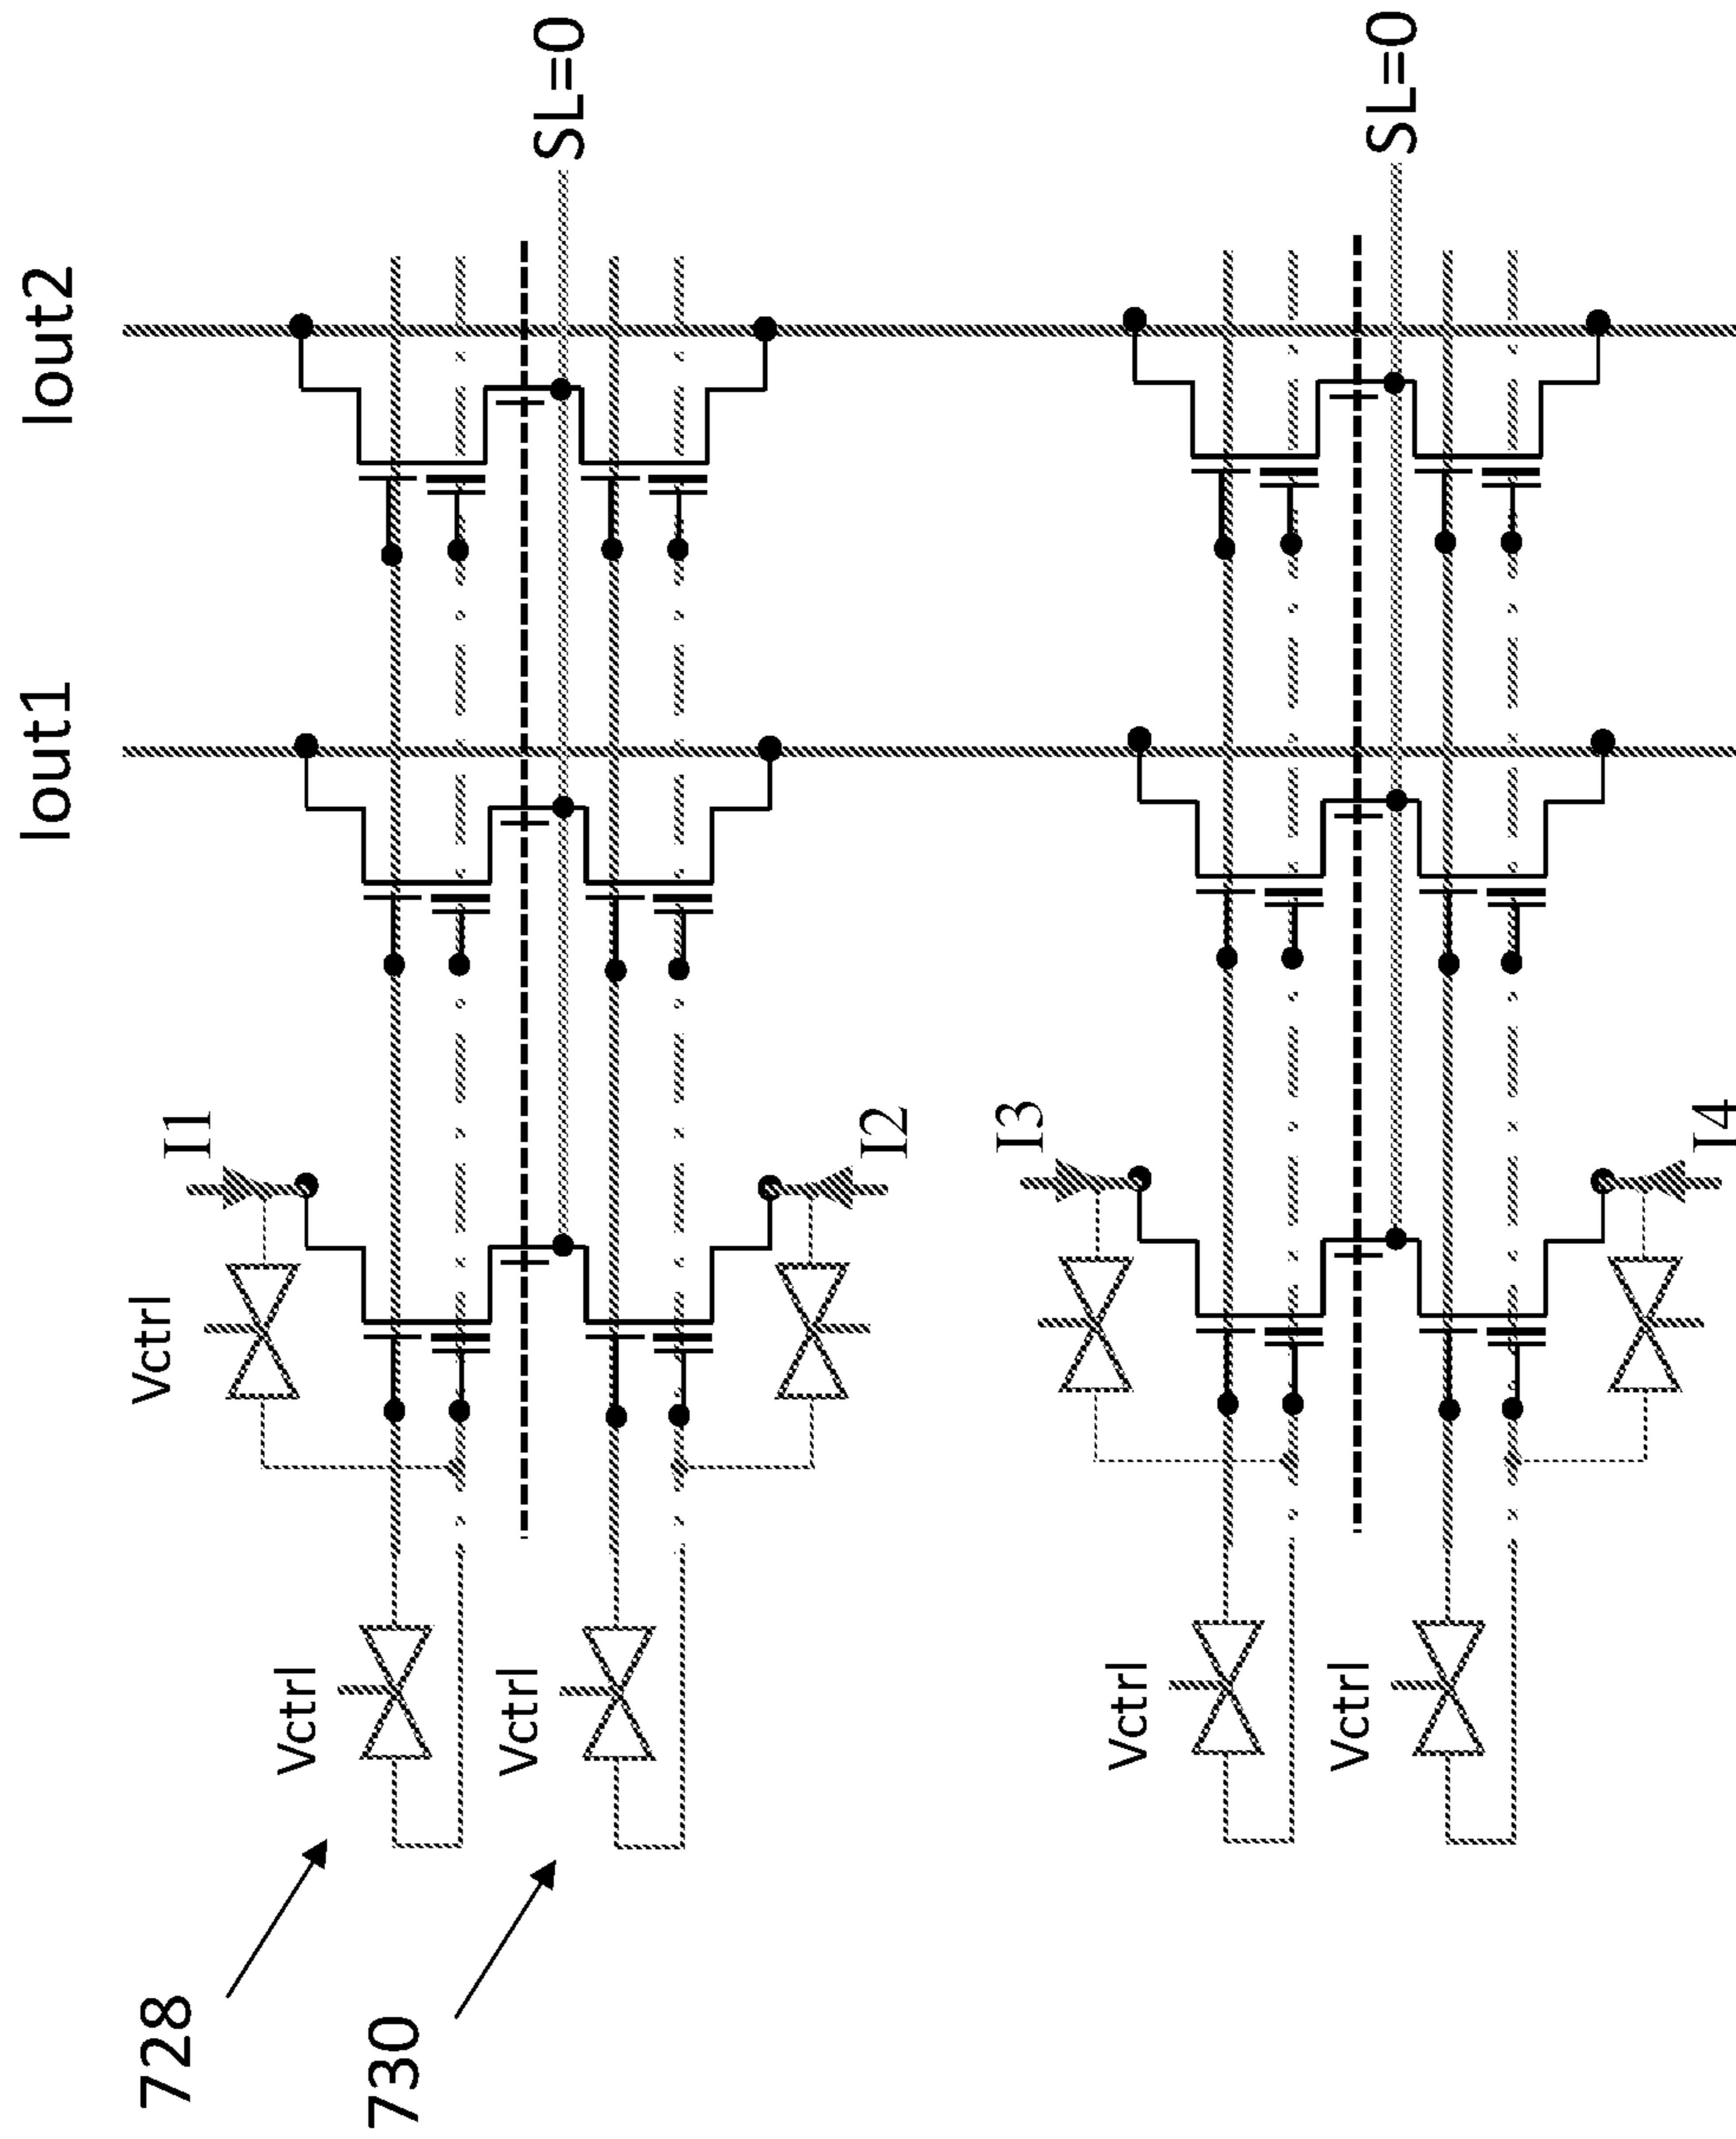 Iout1
Iout2
728
Vctrl
I1
Vctrl
730
Vctrl
SL=0
I2
I3
Vctrl
Vctrl
SL=0
I4